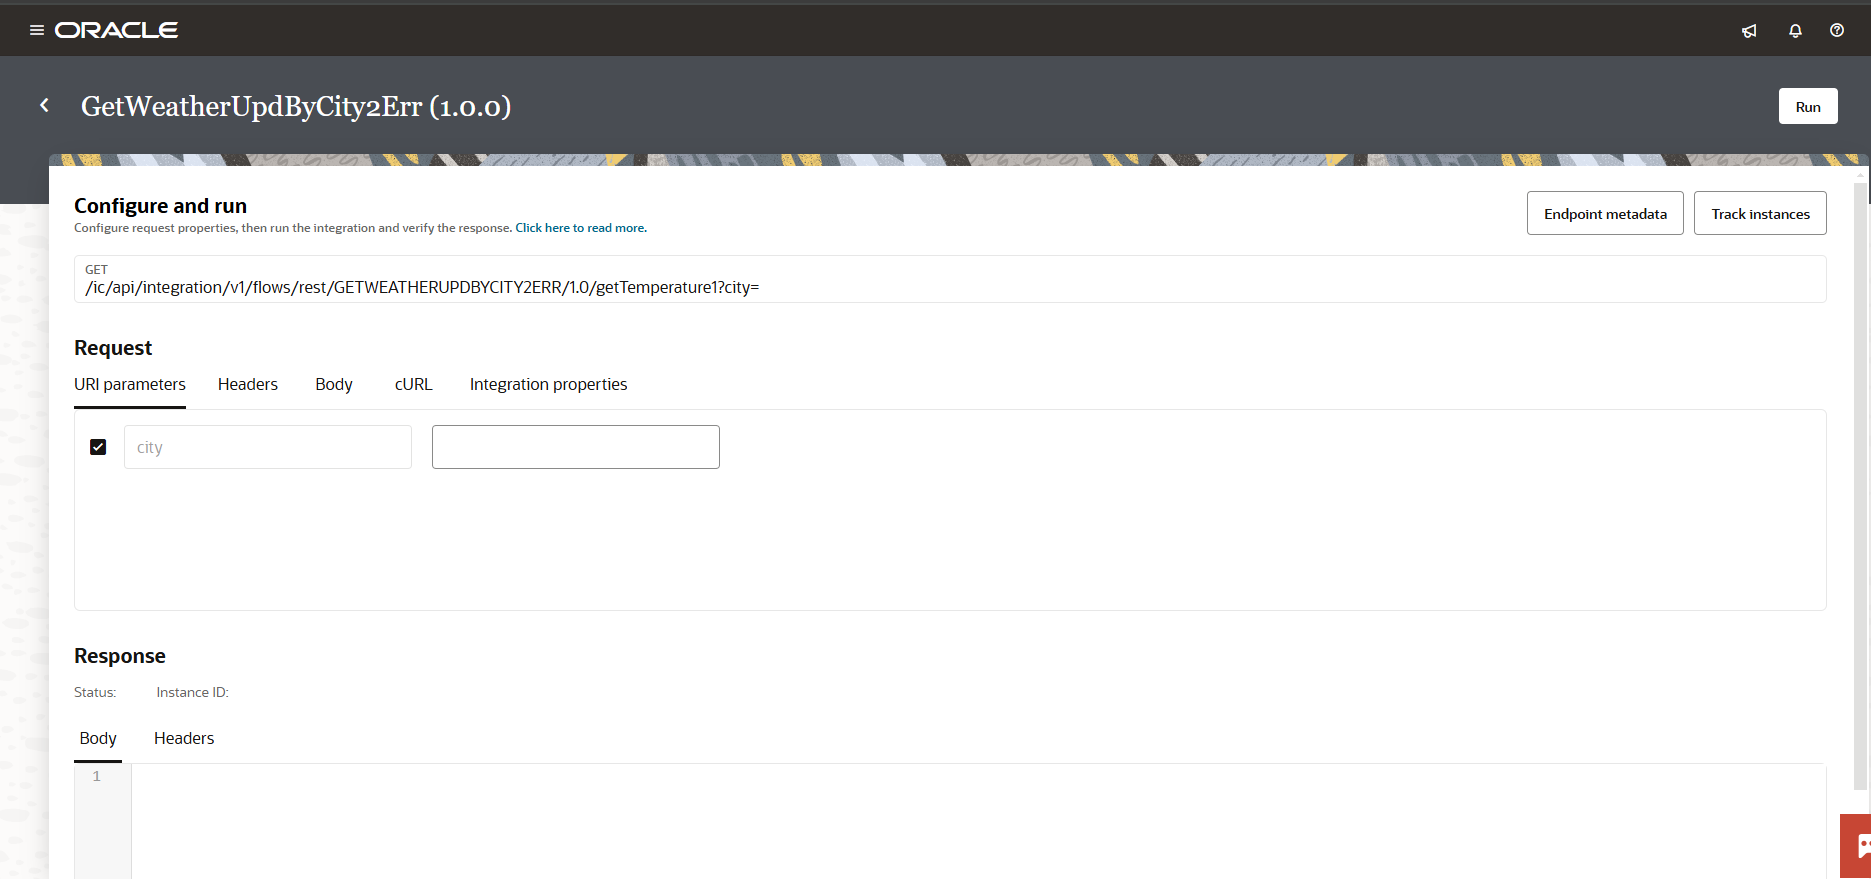 ORACLE
GetWeatherUpdByCity2Err (1.0.0)
Run
Configure and run
Configure request properties, then run the integration and verify the response. Click here to read more.
Endpoint metadata
Track instances
GET
/ic/api/integration/v1/flows/rest/GETWEATHERUPDBYCITY2ERR/1.0/getTemperature1?city=
Request
URI parameters Headers Body cURL Integration properties
city
Response
Status: Instance ID:
Body Headers
1